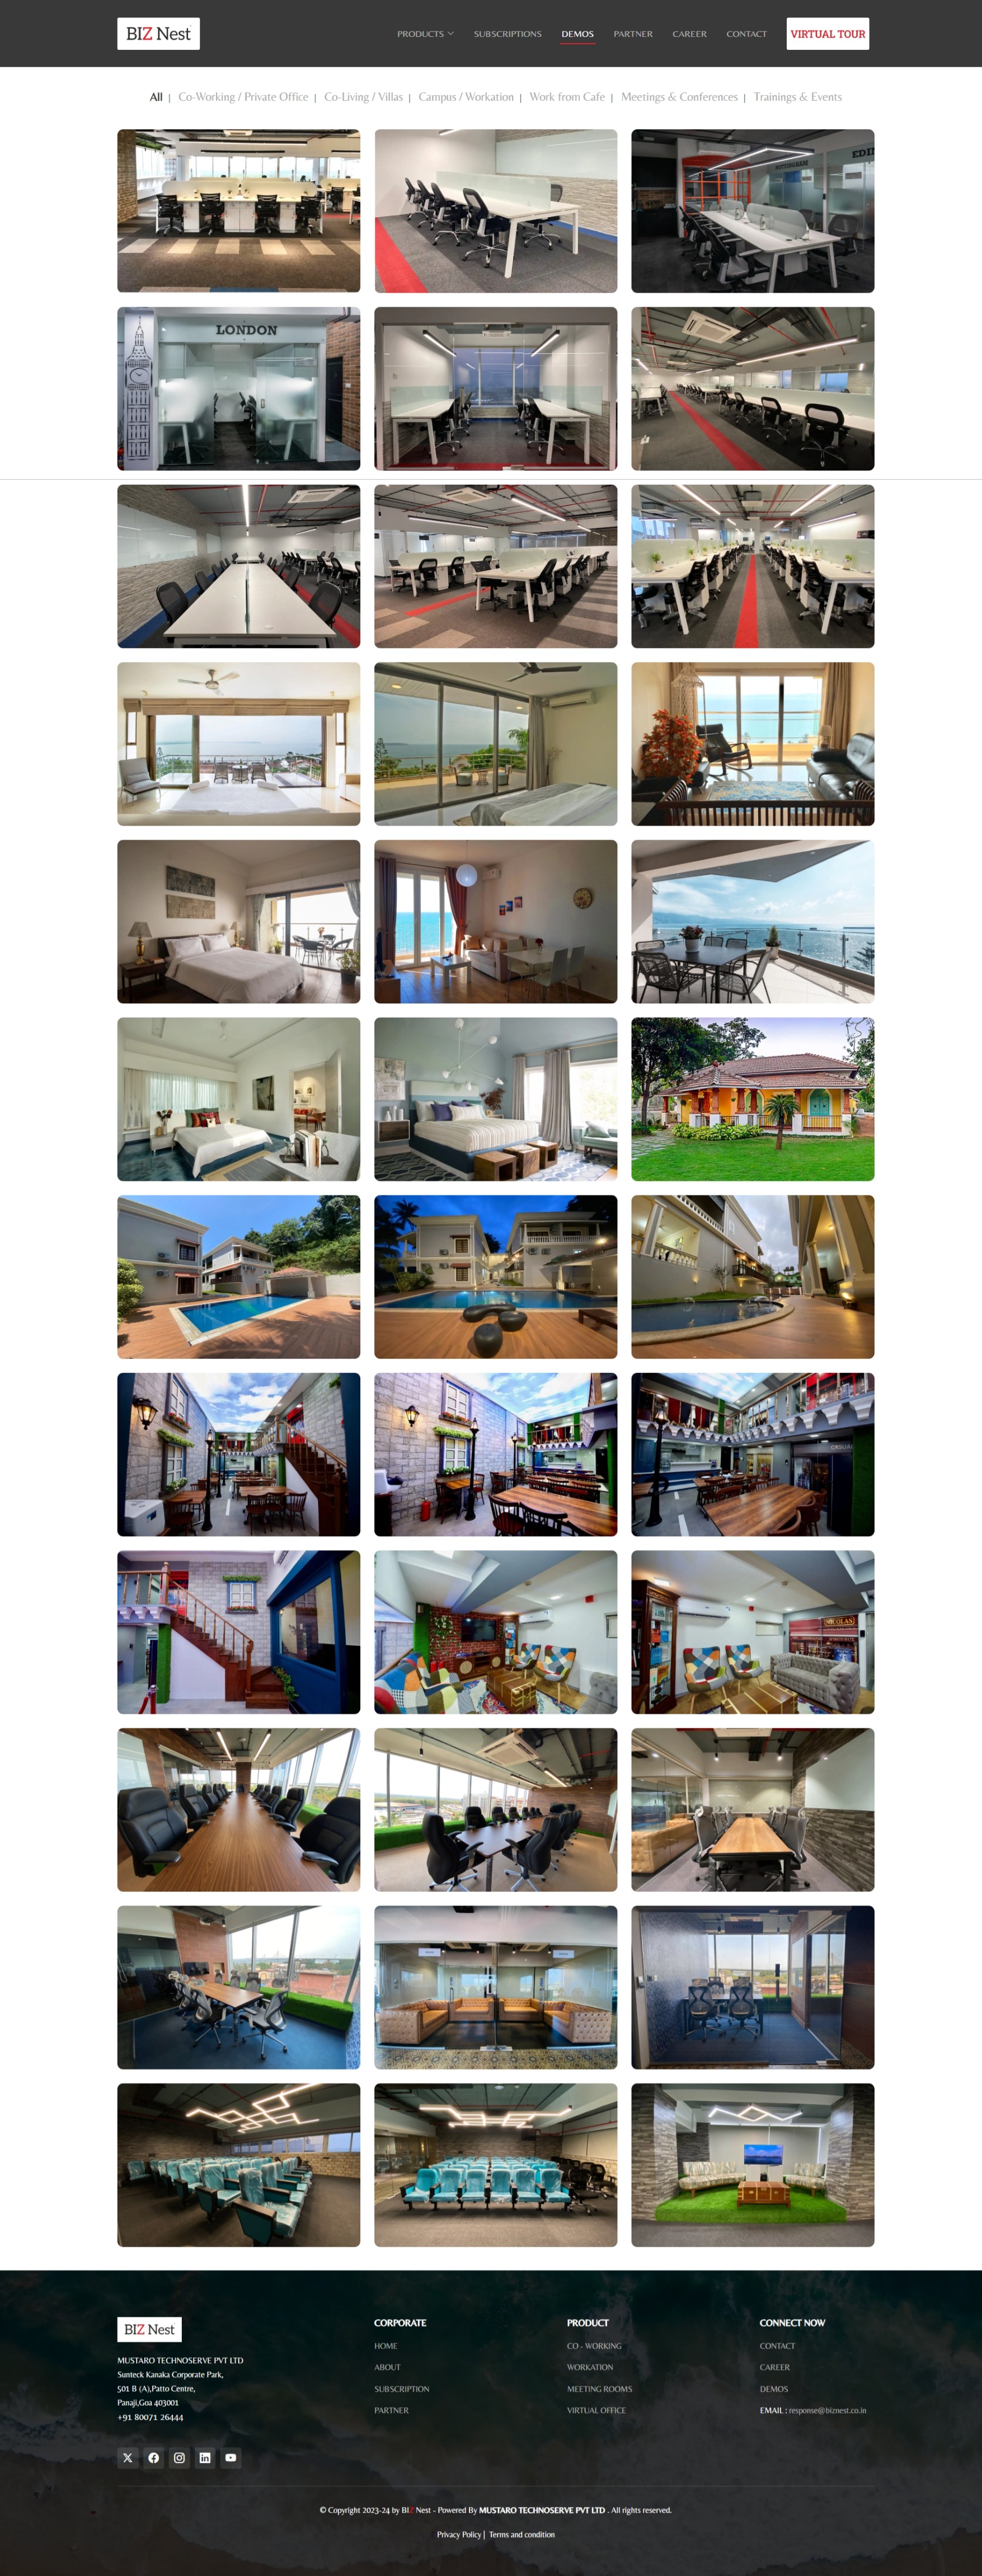 BIZ Nest
PRODUCTS
SUBSCRIPTIONS
DEMOS
PARTNER
CAREER
CONTACT
VIRTUAL TOUR
All | Co-Working / Private Office | Co-Living / Villas | Campus / Workation | Work from Cafe | Meetings & Conferences | Trainings & Events
NOTTINGHAM
EDIN
LONDON
CASUAL
NICOLAS
BIZ Nest
MUSTARO TECHNOSERVE PVT LTD
Sunteck Kanaka Corporate Park,
501 B (A),Patto Centre,
Panaji,Goa 403001
+91 80071 26444
CORPORATE
HOME
ABOUT
SUBSCRIPTION
PARTNER
PRODUCT
CO - WORKING
WORKATION
MEETING ROOMS
VIRTUAL OFFICE
CONNECT NOW
CONTACT
CAREER
DEMOS
EMAIL : response@biznest.co.in
© Copyright 2023-24 by BIZ Nest - Powered By MUSTARO TECHNOSERVE PVT LTD . All rights reserved.
Privacy Policy | Terms and condition